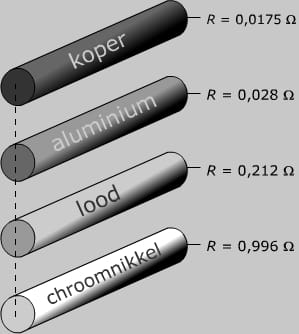 koper
R = 0,0175 Ω
aluminium
R = 0,028 Ω
lood
R = 0,212 Ω
chroomnikkel
R = 0,996 Ω